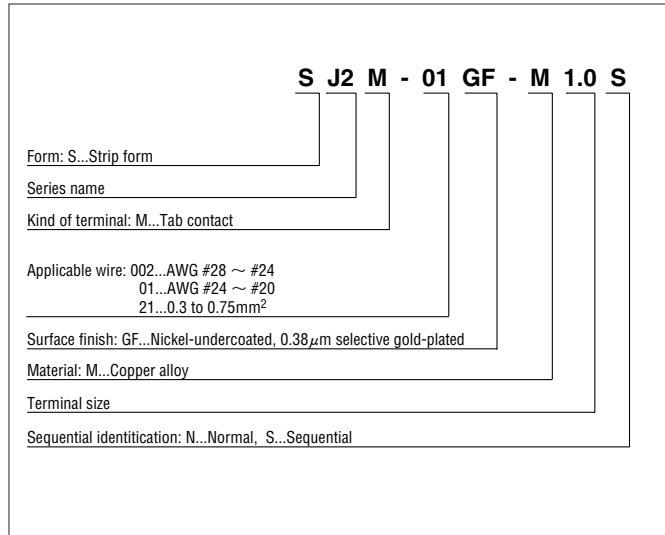 S J2 M - 01 GF - M 1.0 S
Form: S...Strip form
Series name
Kind of terminal: M...Tab contact
Applicable wire: 002...AWG #28 ～ #24
01...AWG #24 ～ #20
21...0.3 to 0.75mm²
Surface finish: GF...Nickel-undercoated, 0.38μm selective gold-plated
Material: M...Copper alloy
Terminal size
Sequential identitication: N...Normal, S...Sequential